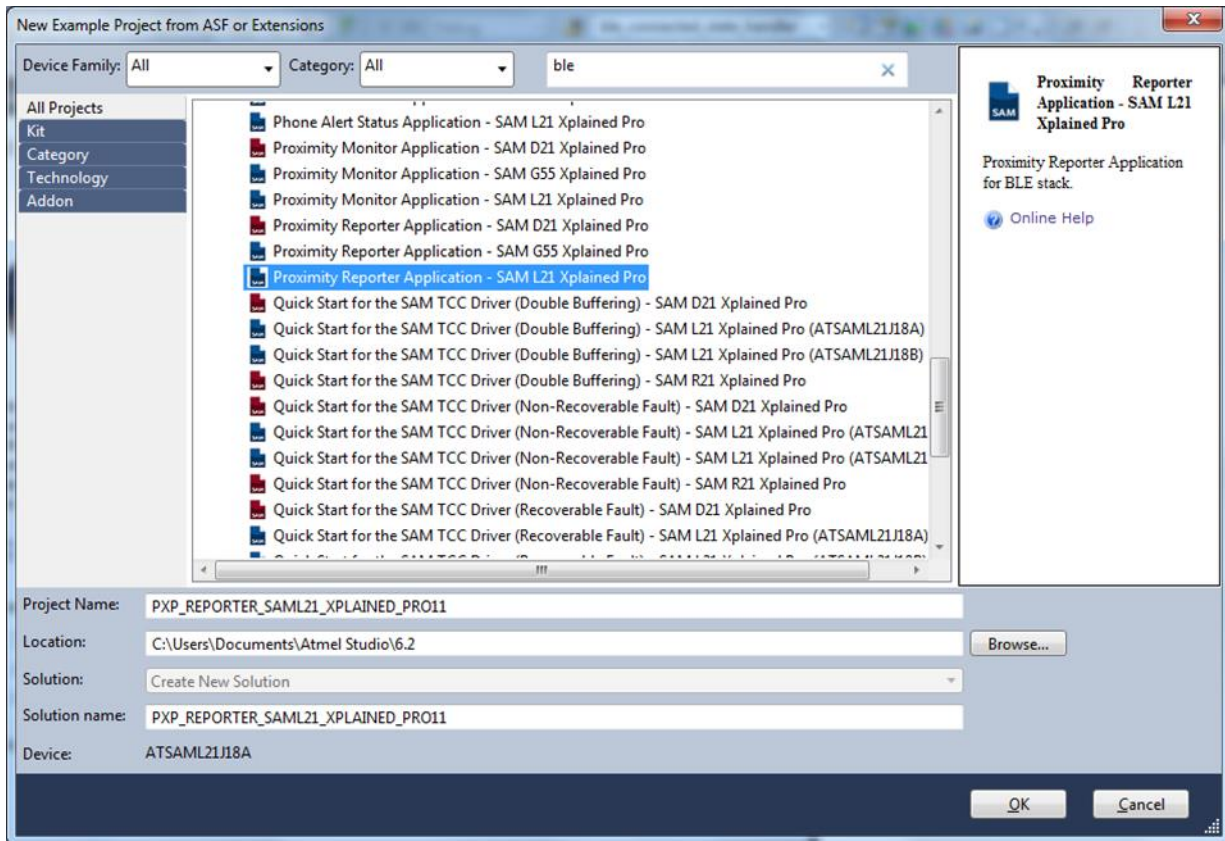 New Example Project from ASF or Extensions
Device Family: All Category: All ble
All Projects
Kit
Category
Technology
Addon
Phone Alert Status Application - SAM L21 Xplained Pro
Proximity Monitor Application - SAM D21 Xplained Pro
Proximity Monitor Application - SAM G55 Xplained Pro
Proximity Monitor Application - SAM L21 Xplained Pro
Proximity Reporter Application - SAM D21 Xplained Pro
Proximity Reporter Application - SAM G55 Xplained Pro
Proximity Reporter Application - SAM L21 Xplained Pro
Quick Start for the SAM TCC Driver (Double Buffering) - SAM D21 Xplained Pro
Quick Start for the SAM TCC Driver (Double Buffering) - SAM L21 Xplained Pro (ATSAML21J18A)
Quick Start for the SAM TCC Driver (Double Buffering) - SAM L21 Xplained Pro (ATSAML21J18B)
Quick Start for the SAM TCC Driver (Double Buffering) - SAM R21 Xplained Pro
Quick Start for the SAM TCC Driver (Non-Recoverable Fault) - SAM D21 Xplained Pro
Quick Start for the SAM TCC Driver (Non-Recoverable Fault) - SAM L21 Xplained Pro (ATSAML21
Quick Start for the SAM TCC Driver (Non-Recoverable Fault) - SAM L21 Xplained Pro (ATSAML21
Quick Start for the SAM TCC Driver (Non-Recoverable Fault) - SAM R21 Xplained Pro
Quick Start for the SAM TCC Driver (Recoverable Fault) - SAM D21 Xplained Pro
Quick Start for the SAM TCC Driver (Recoverable Fault) - SAM L21 Xplained Pro (ATSAML21J18A)
SAM
Proximity Reporter
Application - SAM L21
Xplained Pro
Proximity Reporter Application
for BLE stack.
Online Help
Project Name: PXP_REPORTER_SAML21_XPLAINED_PRO11
Location: C:\Users\Documents\Atmel Studio\6.2 Browse...
Solution: Create New Solution
Solution name: PXP_REPORTER_SAML21_XPLAINED_PRO11
Device: ATSAML21J18A
OK Cancel